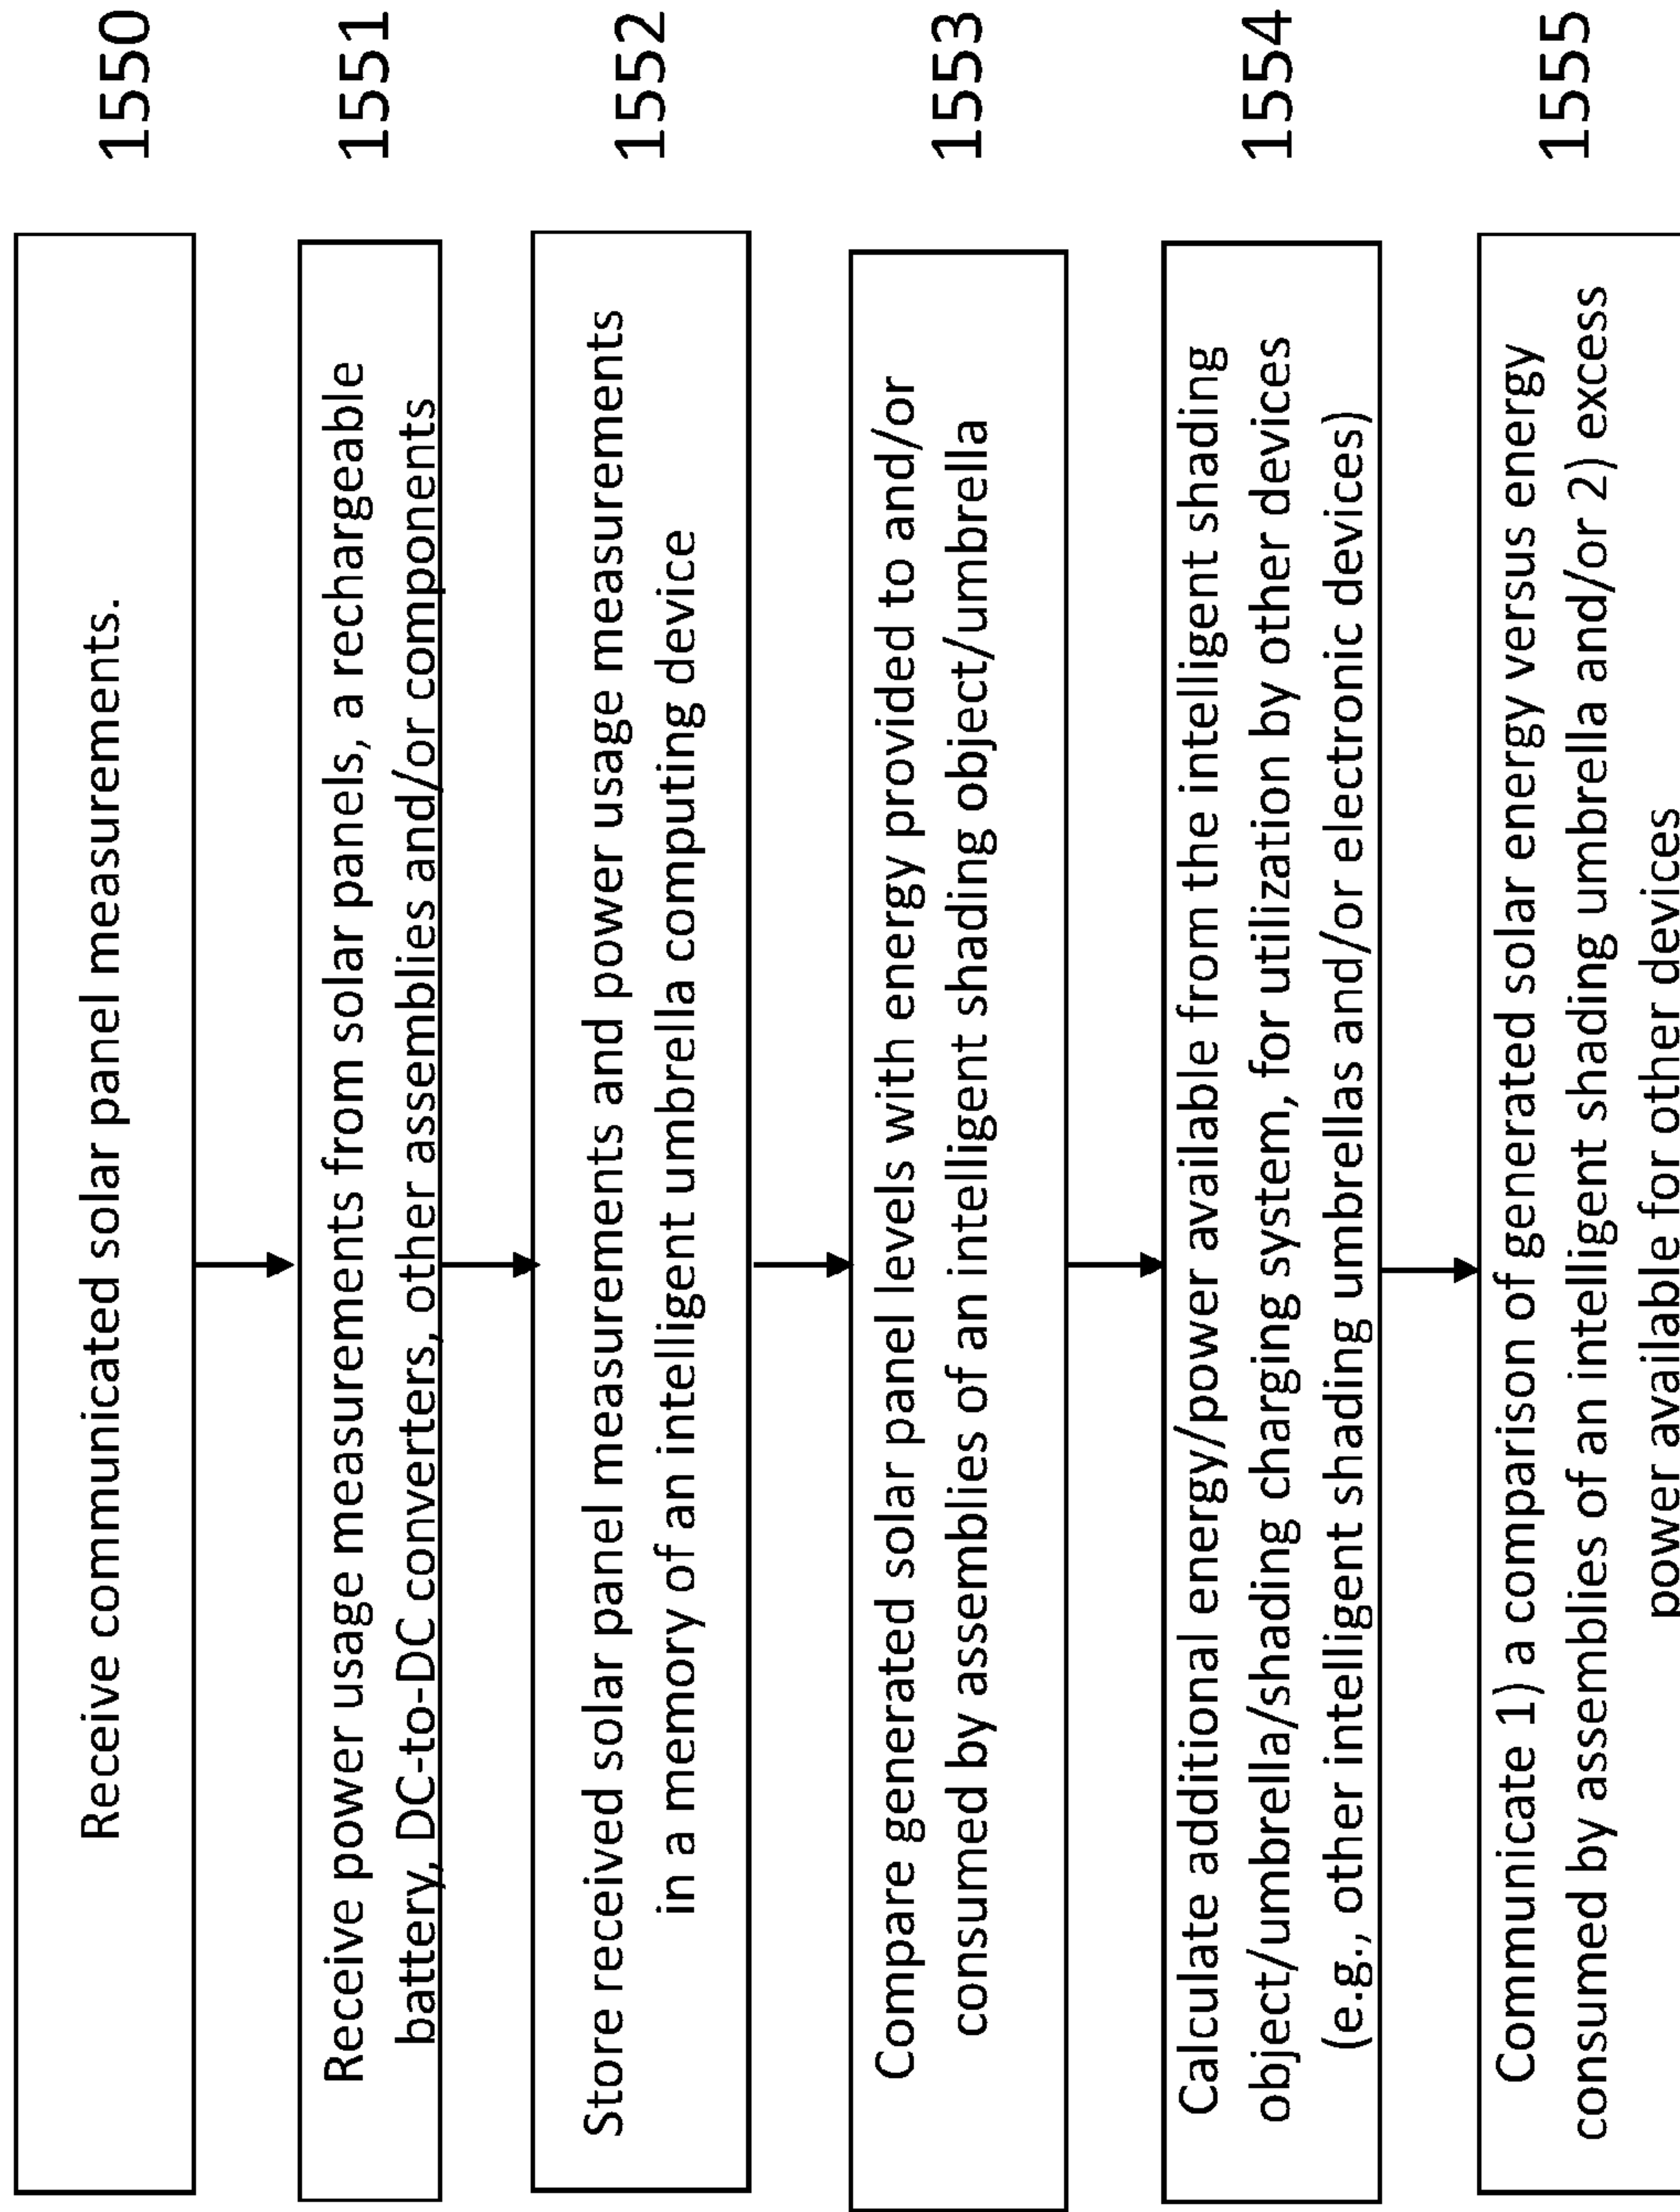 Receive communicated solar panel measurements.
1550
Receive power usage measurements from solar panels, a rechargeable
battery, DC-to-DC converters, other assemblies and/or components
1551
Store received solar panel measurements and power usage measurements
in a memory of an intelligent umbrella computing device
1552
Compare generated solar panel levels with energy provided to and/or
consumed by assemblies of an intelligent shading object/umbrella
1553
Calculate additional energy/power available from the intelligent shading
object/umbrella/shading charging system, for utilization by other devices
(e.g., other intelligent shading umbrellas and/or electronic devices)
1554
Communicate 1) a comparison of generated solar energy versus energy
consumed by assemblies of an intelligent shading umbrella and/or 2) excess
power available for other devices
1555